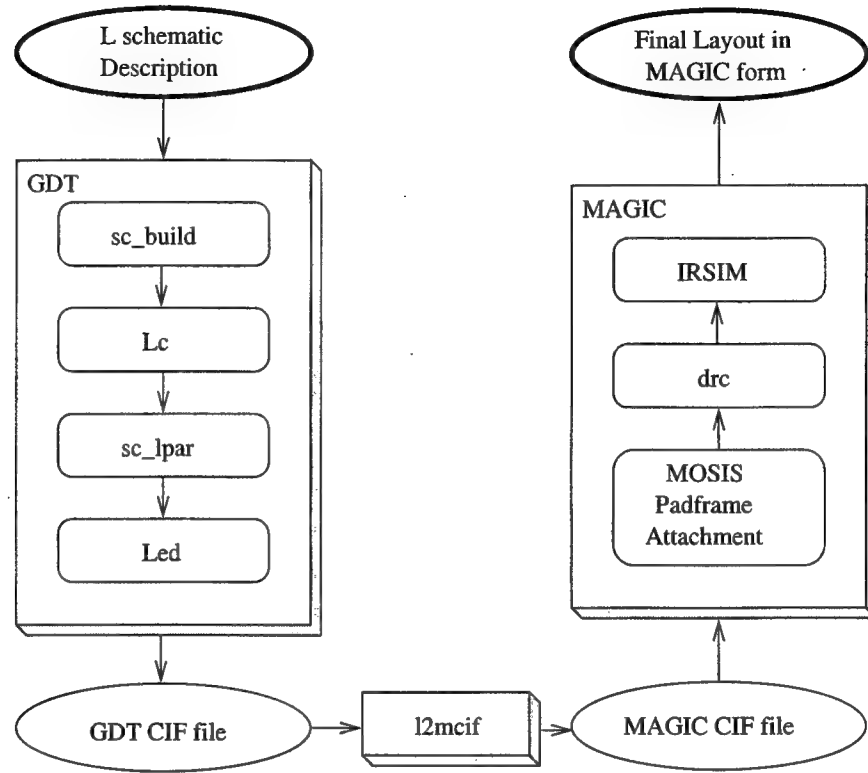 L schematic
Description
GDT
sc_build
Lc
sc_lpar
Led
GDT CIF file
l2mcif
MAGIC CIF file
MAGIC
IRSIM
drc
MOSIS
Padframe
Attachment
Final Layout in
MAGIC form